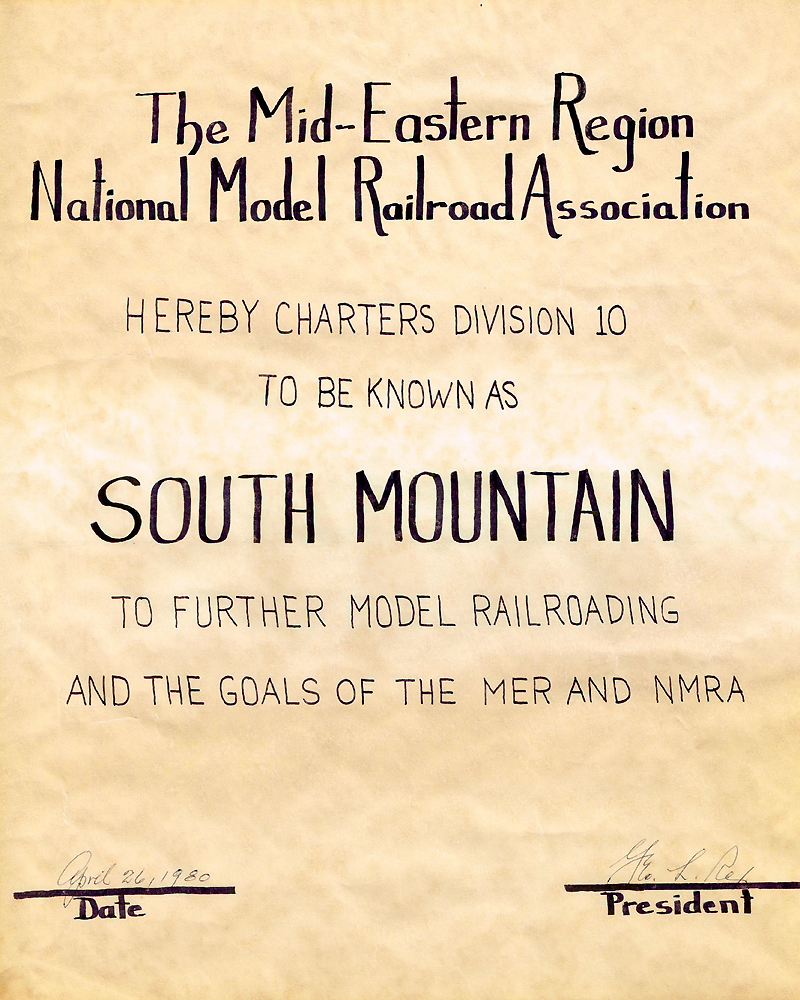 The Mid-Eastern Region
National Model Railroad Association
HEREBY CHARTERS DIVISION 10
TO BE KNOWN AS
SOUTH MOUNTAIN
TO FURTHER MODEL RAILROADING
AND THE GOALS OF THE MER AND NMRA
April 26, 1980
Date
President